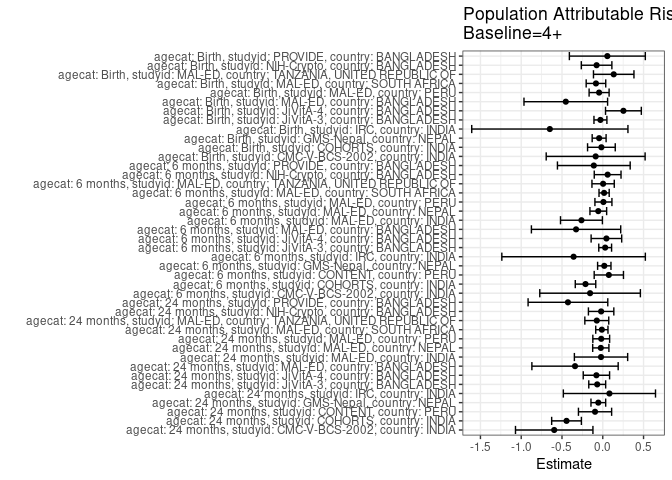 Population Attributable Ris
Baseline=4+
agecat: Birth, studyid: PROVIDE, country: BANGLADESH
agecat: Birth, studyid: NIH-Crypto, country: BANGLADESH
agecat: Birth, studyid: MAL-ED, country: TANZANIA, UNITED REPUBLIC OF
agecat: Birth, studyid: MAL-ED, country: SOUTH AFRICA
agecat: Birth, studyid: MAL-ED, country: PERU
agecat: Birth, studyid: MAL-ED, country: BANGLADESH
agecat: Birth, studyid: JiVitA-4, country: BANGLADESH
agecat: Birth, studyid: JiVitA-3, country: BANGLADESH
agecat: Birth, studyid: IRC, country: INDIA
agecat: Birth, studyid: GMS-Nepal, country: NEPAL
agecat: Birth, studyid: COHORTS, country: INDIA
agecat: Birth, studyid: CMC-V-BCS-2002, country: INDIA
agecat: 6 months, studyid: PROVIDE, country: BANGLADESH
agecat: 6 months, studyid: NIH-Crypto, country: BANGLADESH
agecat: 6 months, studyid: MAL-ED, country: TANZANIA, UNITED REPUBLIC OF
agecat: 6 months, studyid: MAL-ED, country: SOUTH AFRICA
agecat: 6 months, studyid: MAL-ED, country: PERU
agecat: 6 months, studyid: MAL-ED, country: NEPAL
agecat: 6 months, studyid: MAL-ED, country: INDIA
agecat: 6 months, studyid: MAL-ED, country: BANGLADESH
agecat: 6 months, studyid: JiVitA-4, country: BANGLADESH
agecat: 6 months, studyid: JiVitA-3, country: BANGLADESH
agecat: 6 months, studyid: IRC, country: INDIA
agecat: 6 months, studyid: GMS-Nepal, country: NEPAL
agecat: 6 months, studyid: CONTENT, country: PERU
agecat: 6 months, studyid: COHORTS, country: INDIA
agecat: 6 months, studyid: CMC-V-BCS-2002, country: INDIA
agecat: 24 months, studyid: PROVIDE, country: BANGLADESH
agecat: 24 months, studyid: NIH-Crypto, country: BANGLADESH
agecat: 24 months, studyid: MAL-ED, country: TANZANIA, UNITED REPUBLIC OF
agecat: 24 months, studyid: MAL-ED, country: SOUTH AFRICA
agecat: 24 months, studyid: MAL-ED, country: PERU
agecat: 24 months, studyid: MAL-ED, country: NEPAL
agecat: 24 months, studyid: MAL-ED, country: INDIA
agecat: 24 months, studyid: MAL-ED, country: BANGLADESH
agecat: 24 months, studyid: JiVitA-4, country: BANGLADESH
agecat: 24 months, studyid: JiVitA-3, country: BANGLADESH
agecat: 24 months, studyid: IRC, country: INDIA
agecat: 24 months, studyid: GMS-Nepal, country: NEPAL
agecat: 24 months, studyid: CONTENT, country: PERU
agecat: 24 months, studyid: COHORTS, country: INDIA
agecat: 24 months, studyid: CMC-V-BCS-2002, country: INDIA
-1.5 -1.0 -0.5 0.0 0.5
Estimate